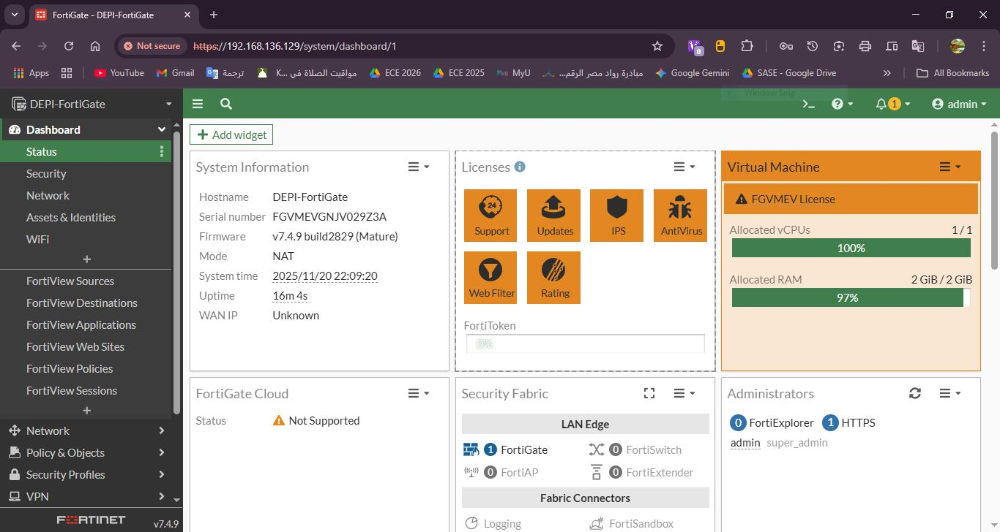 FortiGate - DEPI-FortiGate
Not secure https://192.168.136.129/system/dashboard/1
0
Apps YouTube Gmail ترجمة مواقيت الصلاة في K... ECE 2026 ECE 2025 MyU مبادرة رواد مصر الرقم... Google Gemini SASE - Google Drive » All Bookmarks
DEPI-FortiGate
Window Snip
>_ ? 1 admin
Dashboard
Status
Security
Network
Assets & Identities
WiFi
+
FortiView Sources
FortiView Destinations
FortiView Applications
FortiView Web Sites
FortiView Policies
FortiView Sessions
+
Network
Policy & Objects
Security Profiles
VPN
FORTINET v7.4.9
+ Add widget
System Information
Hostname DEPI-FortiGate
Serial number FGVMEVGNJV029Z3A
Firmware v7.4.9 build2829 (Mature)
Mode NAT
System time 2025/11/20 22:09:20
Uptime 16m 4s
WAN IP Unknown
Licenses
24
Support Updates IPS AntiVirus
Web Filter Rating
FortiToken
0%
Virtual Machine
FGVMEV License
Allocated vCPUs 1 / 1
100%
Allocated RAM 2 GiB / 2 GiB
97%
FortiGate Cloud
Status Not Supported
Security Fabric
LAN Edge
1 FortiGate 0 FortiSwitch
0 FortiAP 0 FortiExtender
Fabric Connectors
Logging FortiSandbox
Administrators
0 FortiExplorer 1 HTTPS
admin super_admin